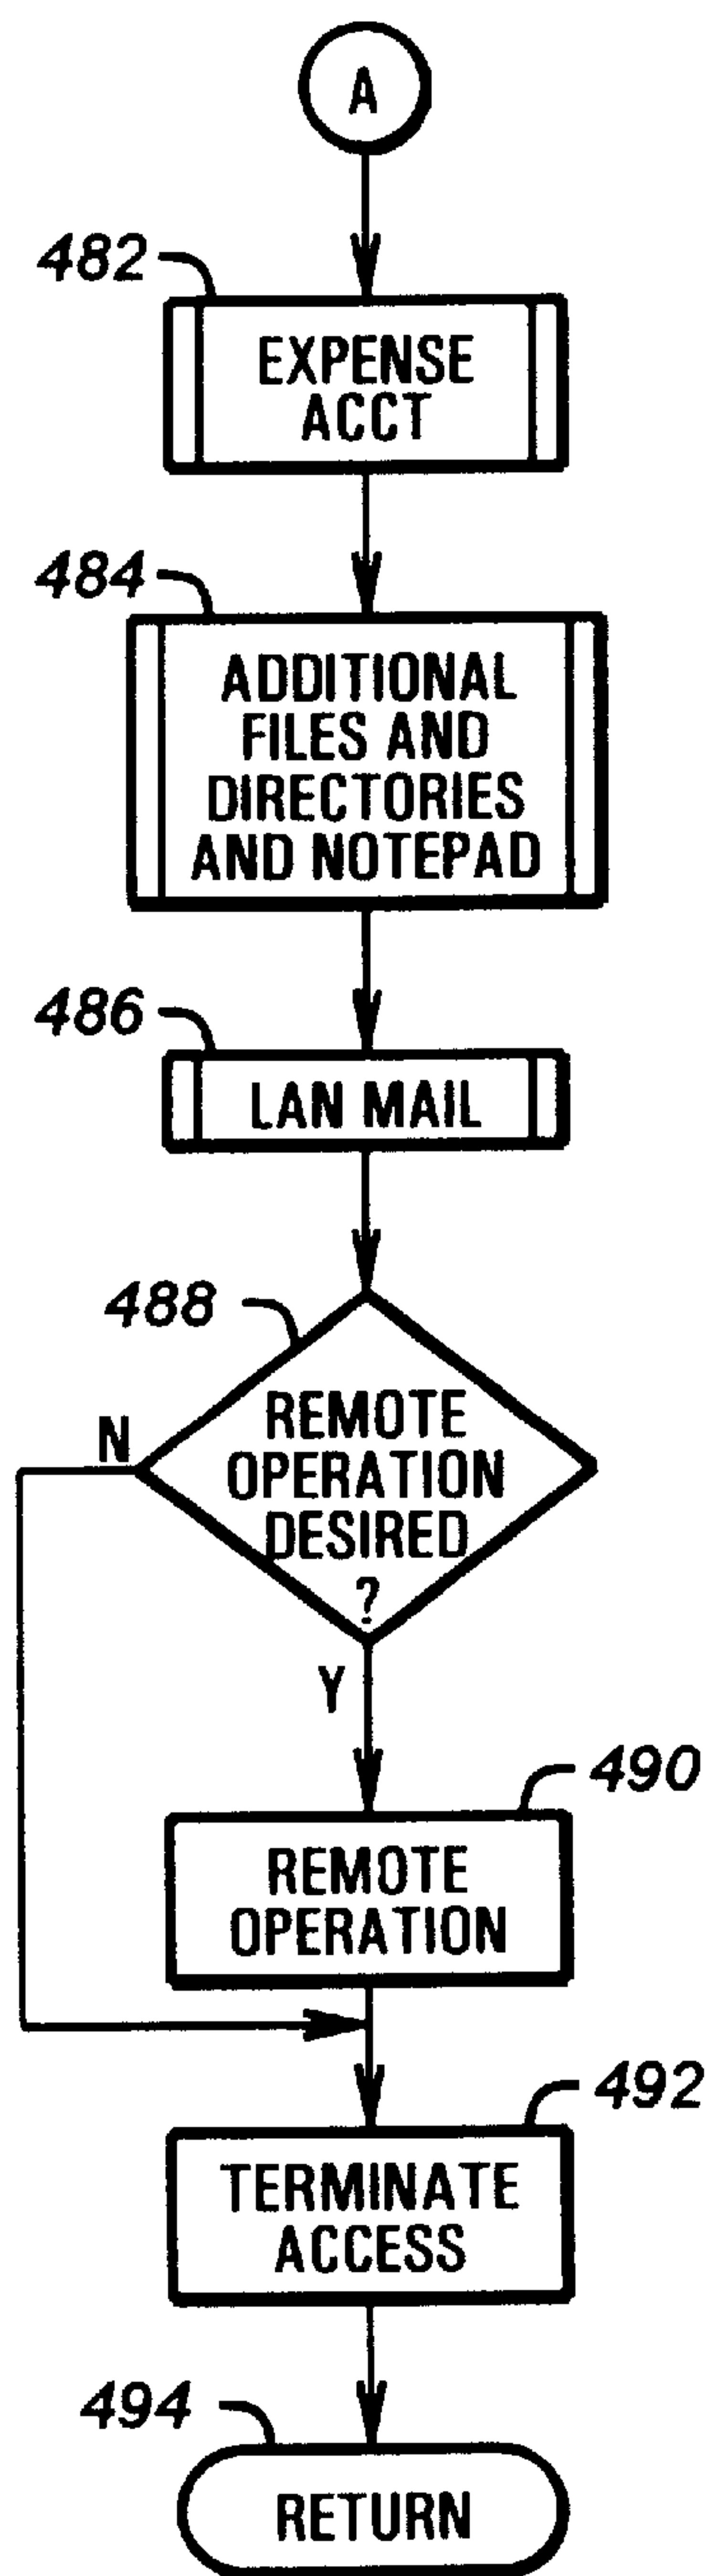 A
482
EXPENSE
ACCT
484
ADDITIONAL
FILES AND
DIRECTORIES
AND NOTEPAD
486
LAN MAIL
488
REMOTE
OPERATION
DESIRED
?
N
Y
490
REMOTE
OPERATION
492
TERMINATE
ACCESS
494
RETURN